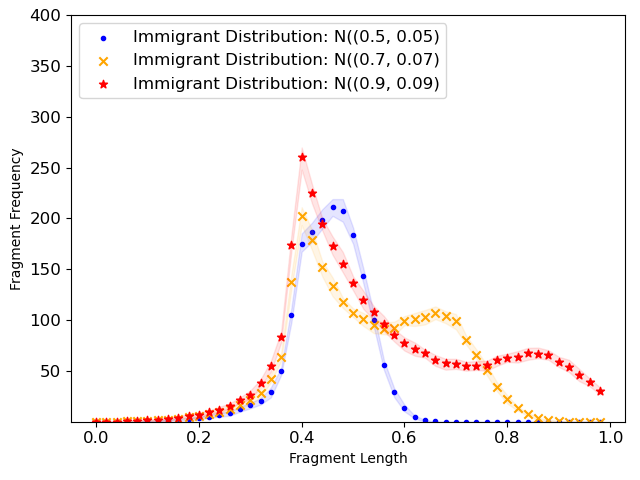 400
350
300
250
200
150
100
50
Fragment Frequency
Immigrant Distribution: N((0.5, 0.05)
Immigrant Distribution: N((0.7, 0.07)
Immigrant Distribution: N((0.9, 0.09)
0.0 0.2 0.4 0.6 0.8 1.0
Fragment Length